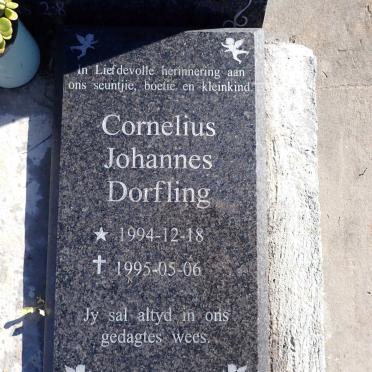 In Liefdevolle herinnering aan
ons seuntjie, boetie en kleinkind.
Cornelius
Johannes
Dorfling
1994-12-18
1995-05-06
Jy sal altyd in ons
gedagtes wees.